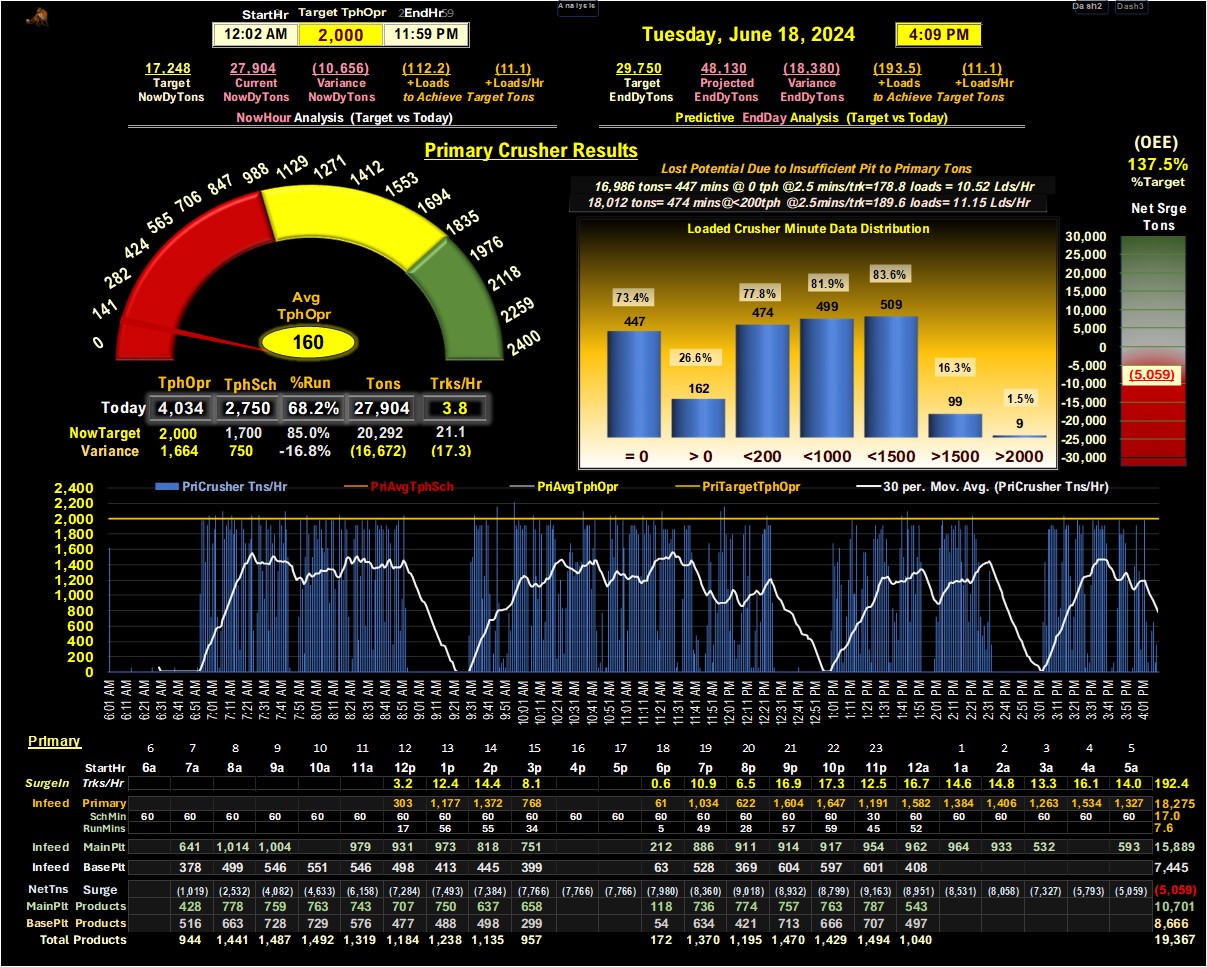 Analysis
Dash2 Dash3
StartHr Target TphOpr EndHr
12:02 AM 2,000 11:59 PM
Tuesday, June 18, 2024 4:09 PM
17,248 27,904 (10,656) (112.2) (11.1)
Target Current Variance +Loads +Loads/Hr
NowDyTons NowDyTons NowDyTons to Achieve Target Tons
NowHour Analysis (Target vs Today)
29,750 48,130 (18,380) (193.5) (11.1)
Target Projected Variance +Loads +Loads/Hr
EndDyTons EndDyTons EndDyTons to Achieve Target Tons
Predictive EndDay Analysis (Target vs Today)
Primary Crusher Results
0 141 282 424 565 706 847 988 1129 1271 1412 1553 1694 1835 1976 2118 2259 2400
Avg
TphOpr
160
TphOpr TphSch %Run Tons Trks/Hr
Today 4,034 2,750 68.2% 27,904 3.8
NowTarget 2,000 1,700 85.0% 20,292 21.1
Variance 1,664 750 -16.8% (16,672) (17.3)
Lost Potential Due to Insufficient Pit to Primary Tons
16,986 tons= 447 mins @ 0 tph @2.5 mins/trk=178.8 loads = 10.52 Lds/Hr
18,012 tons= 474 mins@<200tph @2.5mins/trk=189.6 loads= 11.15 Lds/Hr
Loaded Crusher Minute Data Distribution
73.4% 26.6% 77.8% 81.9% 83.6% 16.3% 1.5%
447 162 474 499 509 99 9
= 0 > 0 <200 <1000 <1500 >1500 >2000
(OEE)
137.5%
%Target
Net Srge
Tons
30,000
25,000
20,000
15,000
10,000
5,000
0
-5,000
(5,059)
-10,000
-15,000
-20,000
-25,000
-30,000
PriCrusher Tns/Hr PriAvgTphSch PriAvgTphOpr PriTargetTphOpr 30 per. Mov. Avg. (PriCrusher Tns/Hr)
2,400
2,200
2,000
1,800
1,600
1,400
1,200
1,000
800
600
400
200
0
6:01 AM 6:11 AM 6:21 AM 6:31 AM 6:41 AM 6:51 AM 7:01 AM 7:11 AM 7:21 AM 7:31 AM 7:41 AM 7:51 AM 8:01 AM 8:11 AM 8:21 AM 8:31 AM 8:41 AM 8:51 AM 9:01 AM 9:11 AM 9:21 AM 9:31 AM 9:41 AM 9:51 AM 10:01 AM 10:11 AM 10:21 AM 10:31 AM 10:41 AM 10:51 AM 11:01 AM 11:11 AM 11:21 AM 11:31 AM 11:41 AM 11:51 AM 12:01 PM 12:11 PM 12:21 PM 12:31 PM 12:41 PM 12:51 PM 1:01 PM 1:11 PM 1:21 PM 1:31 PM 1:41 PM 1:51 PM 2:01 PM 2:11 PM 2:21 PM 2:31 PM 2:41 PM 2:51 PM 3:01 PM 3:11 PM 3:21 PM 3:31 PM 3:41 PM 3:51 PM 4:01 PM
Primary
6 7 8 9 10 11 12 13 14 15 16 17 18 19 20 21 22 23 1 2 3 4 5
StartHr 6a 7a 8a 9a 10a 11a 12p 1p 2p 3p 4p 5p 6p 7p 8p 9p 10p 11p 12a 1a 2a 3a 4a 5a
SurgeIn Trks/Hr 3.2 12.4 14.4 8.1 0.6 10.9 6.5 16.9 17.3 12.5 16.7 14.6 14.8 13.3 16.1 14.0 192.4
Infeed Primary 303 1,177 1,372 768 61 1,034 622 1,604 1,647 1,191 1,582 1,384 1,406 1,263 1,534 1,327 18,275
SchMin 60 60 60 60 60 60 60 60 60 60 60 60 60 60 60 60 60 30 60 60 60 60 60 60 17.0
RunMins 17 56 55 34 5 49 28 57 59 45 52 7.6
Infeed MainPlt 641 1,014 1,004 979 931 973 818 751 212 886 911 914 917 954 962 964 933 532 593 15,889
Infeed BasePlt 378 499 546 551 546 498 413 445 399 63 528 369 604 597 601 408 7,445
NetTns Surge (1,019) (2,532) (4,082) (4,633) (6,158) (7,284) (7,493) (7,384) (7,766) (7,766) (7,766) (7,980) (8,360) (9,018) (8,932) (8,799) (9,163) (8,951) (8,531) (8,058) (7,327) (5,793) (5,059) (5,059)
MainPlt Products 428 778 759 763 743 707 750 637 658 118 736 774 757 763 787 543 10,701
BasePlt Products 516 663 728 729 576 477 488 498 299 54 634 421 713 666 707 497 8,666
Total Products 944 1,441 1,487 1,492 1,319 1,184 1,238 1,135 957 172 1,370 1,195 1,470 1,429 1,494 1,040 19,367